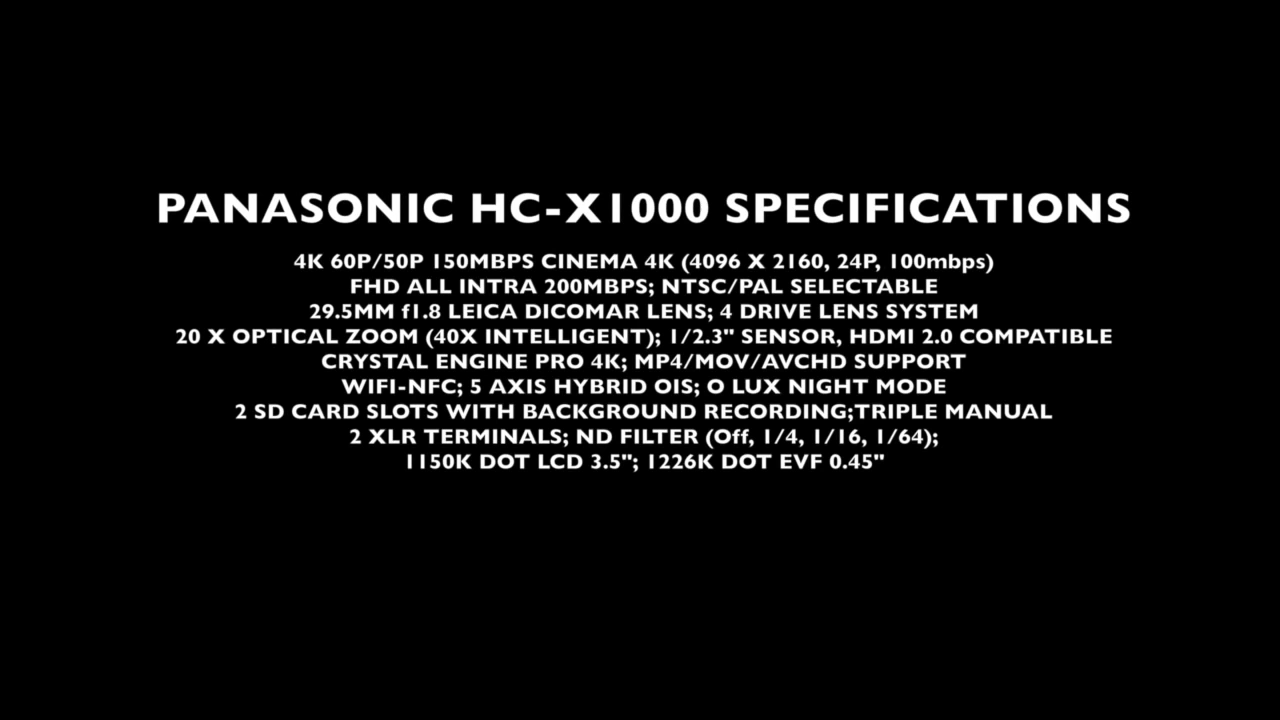 PANASONIC HC-X1000 SPECIFICATIONS
4K 60P/50P 150MBPS CINEMA 4K (4096 X 2160, 24P, 100mbps)
FHD ALL INTRA 200MBPS; NTSC/PAL SELECTABLE
29.5MM f1.8 LEICA DICOMAR LENS; 4 DRIVE LENS SYSTEM
20 X OPTICAL ZOOM (40X INTELLIGENT); 1/2.3" SENSOR, HDMI 2.0 COMPATIBLE
CRYSTAL ENGINE PRO 4K; MP4/MOV/AVCHD SUPPORT
WIFI-NFC; 5 AXIS HYBRID OIS; O LUX NIGHT MODE
2 SD CARD SLOTS WITH BACKGROUND RECORDING;TRIPLE MANUAL
2 XLR TERMINALS; ND FILTER (Off, 1/4, 1/16, 1/64);
1150K DOT LCD 3.5"; 1226K DOT EVF 0.45"